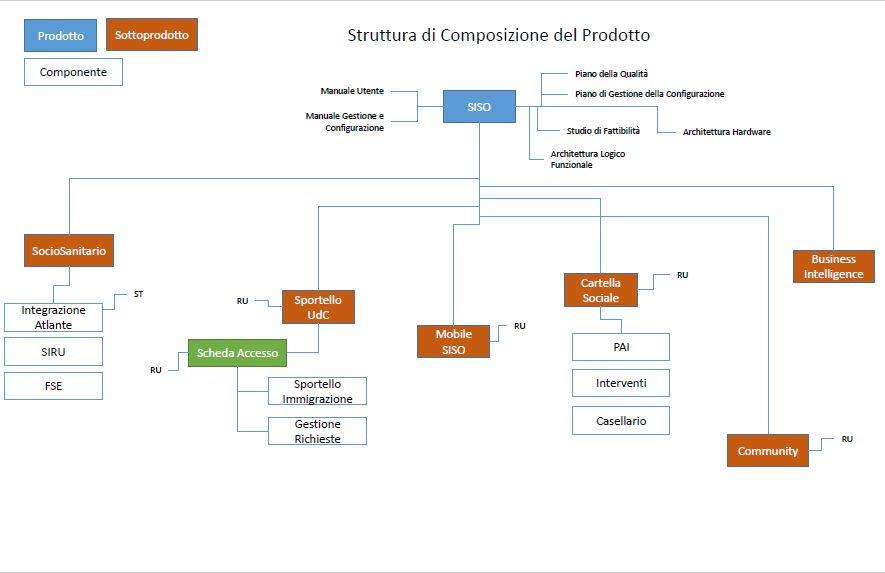 Prodotto
Sottoprodotto
Struttura di Composizione del Prodotto
Componente
Manuale Utente
Manuale Gestione e
Configurazione
SISO
Piano della Qualità
Piano di Gestione della Configurazione
Studio di Fattibilità
Architettura Hardware
Architettura Logico
Funzionale
SocioSanitario
ST
Integrazione
Atlante
SIRU
FSE
RU
Sportello
UdC
RU
Scheda Accesso
Sportello
Immigrazione
Gestione
Richieste
Mobile
SISO
RU
Cartella
Sociale
RU
PAI
Interventi
Casellario
Business
Intelligence
Community
RU